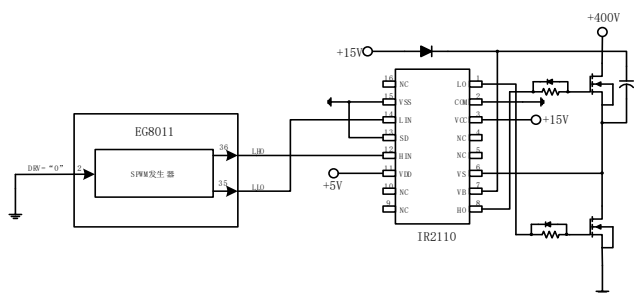 +400V
+15V
16 NC LO 1
15 VSS COM 2
14 LIN VCC 3
+15V
13 SD NC 4
12 HIN NC 5
11 VDD VS 6
10 NC VB 7
9 NC HO 8
+5V
IR2110
EG8011
SPWM发生器
DRV="0"
2
36
LHO
35
LLO